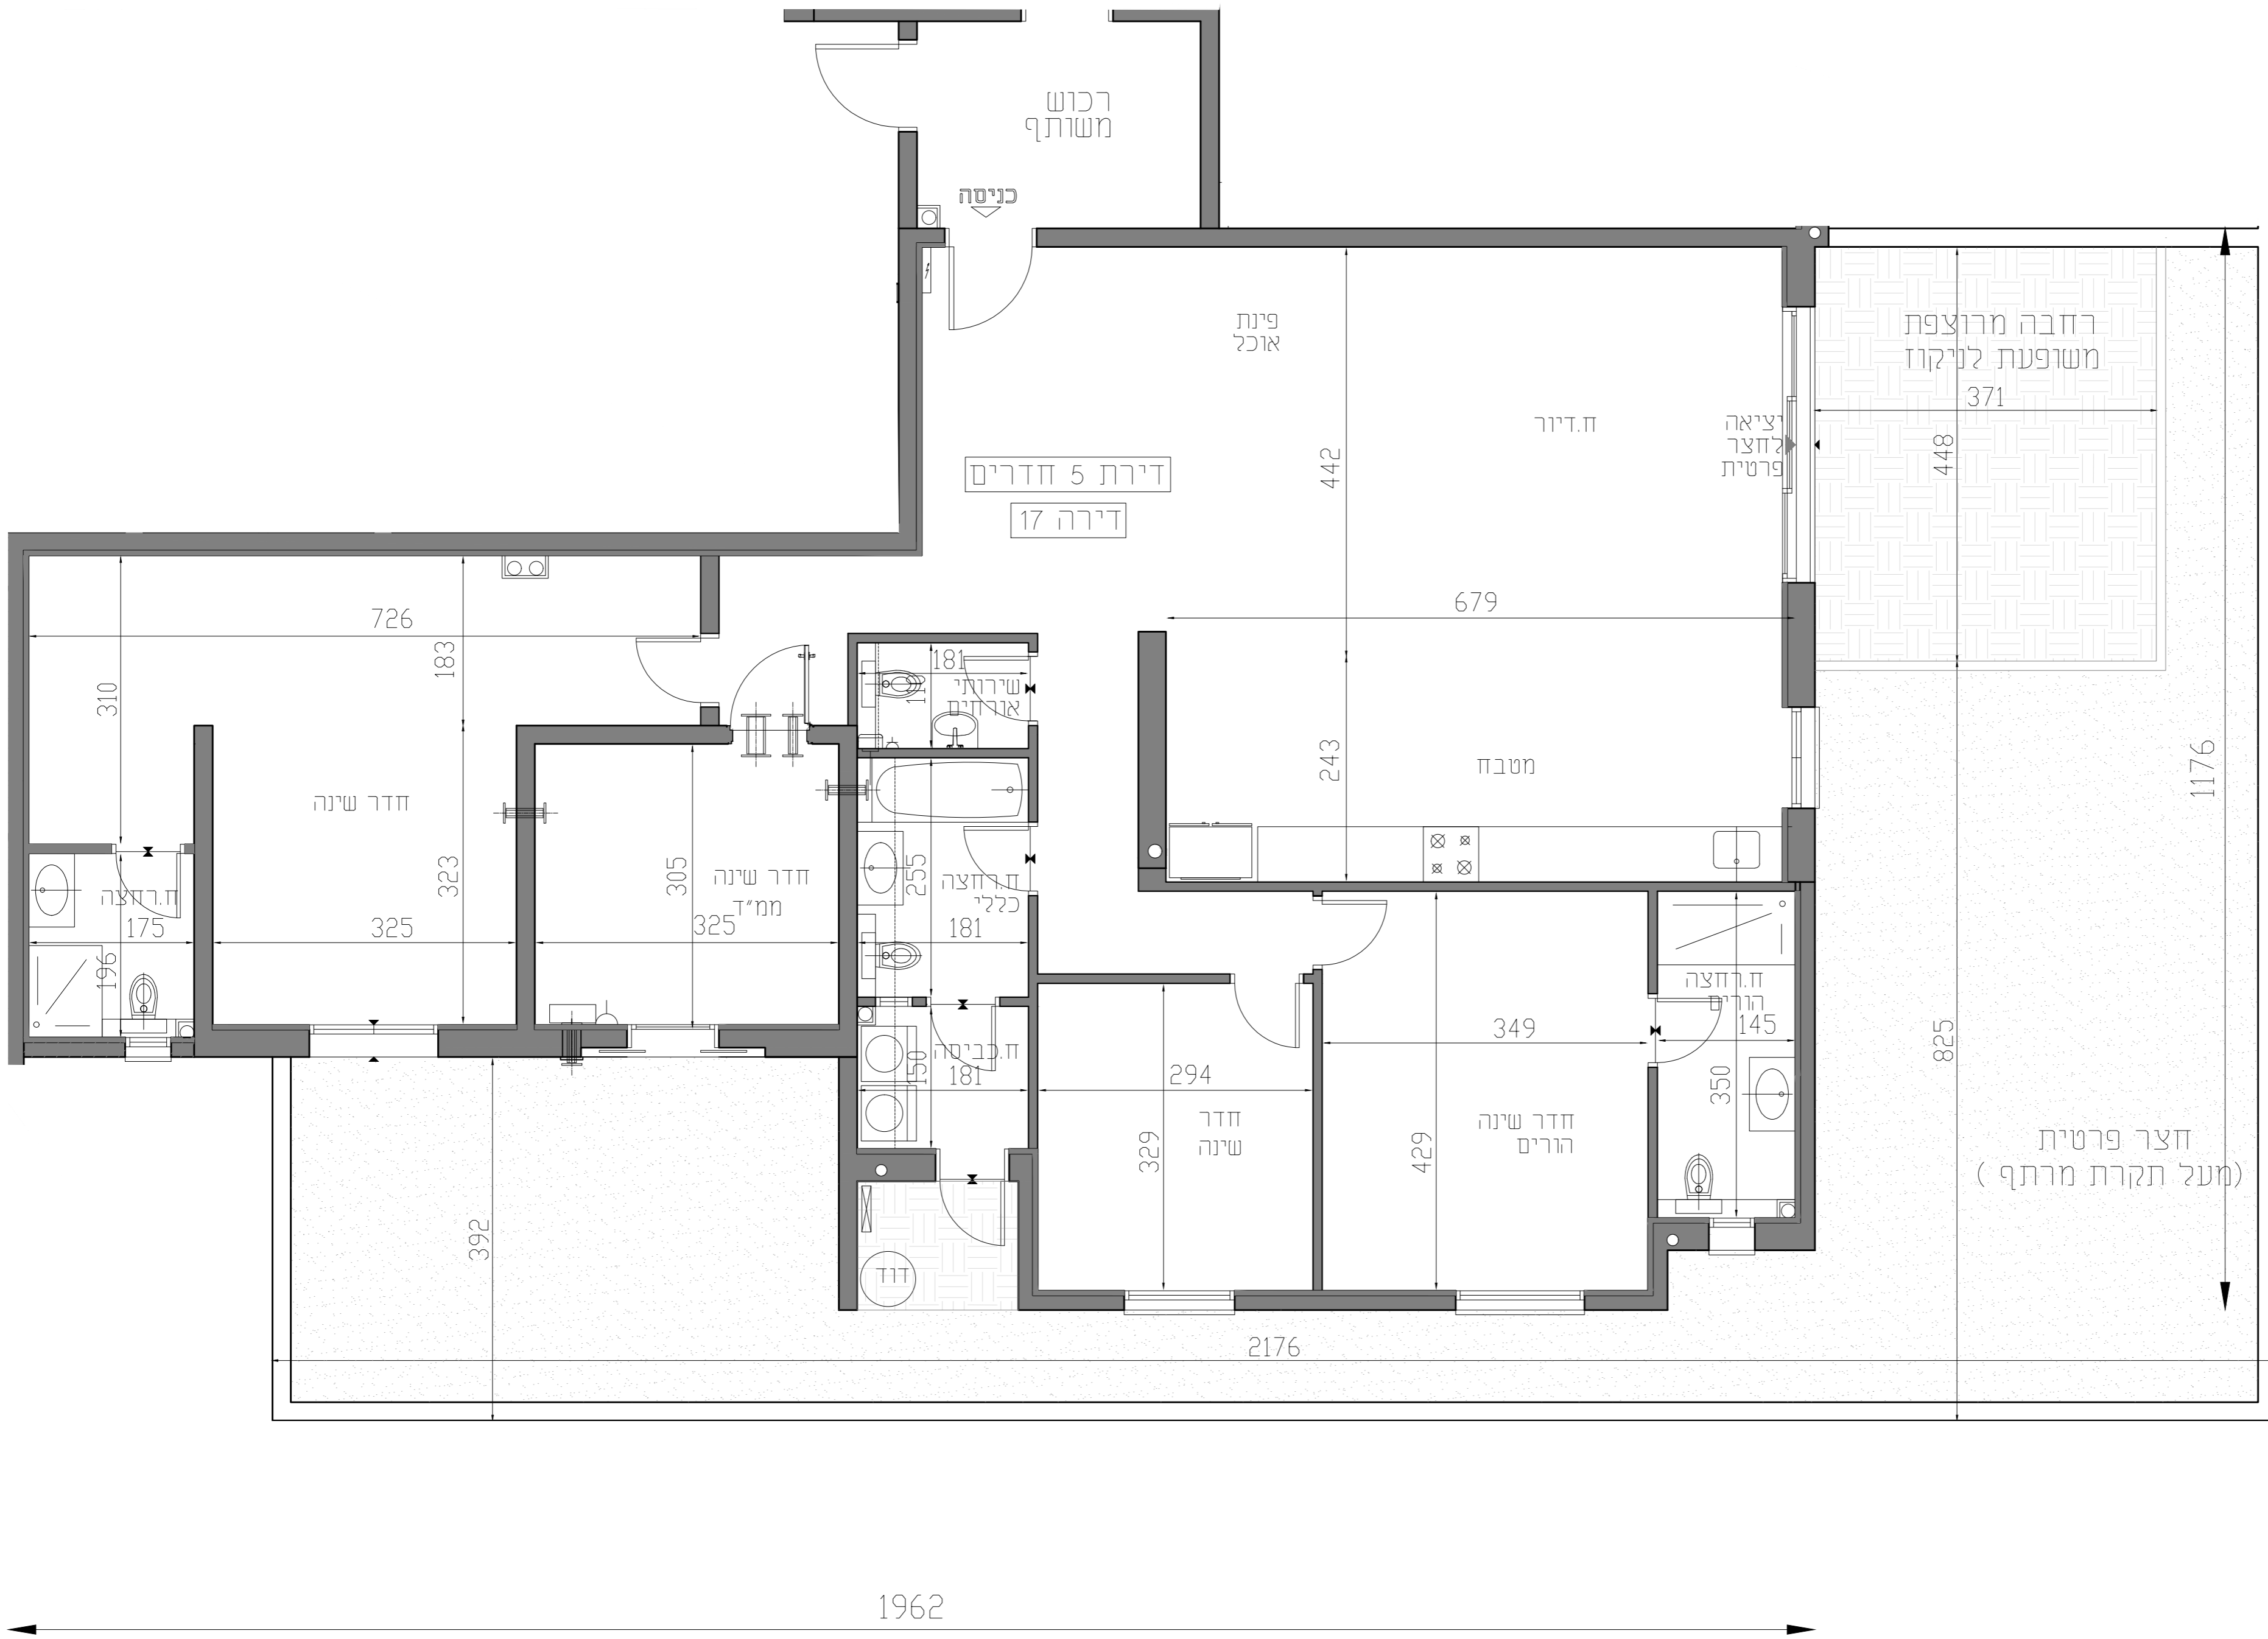 רכוש
משותף
כניסה
פינת
אוכל
ח.דיור
יציאה
לחצר
פרטית
רחבה מרוצפת
משופעת לניקוז
371
448
442
דירת 5 חדרים
דירה 17
679
726
183
310
181
שירותי
אורחים
243
מטבח
1176
חדר שינה
323
305
חדר שינה
ממ"ד
325
325
ח.רחצה
175
196
255
ח.רחצה
כללי
181
ח.רחצה
הורים
145
350
349
429
חדר שינה
הורים
ח.כביסה
150
181
294
329
חדר
שינה
825
חצר פרטית
(מעל תקרת מרתף )
392
דוד
2176
1962